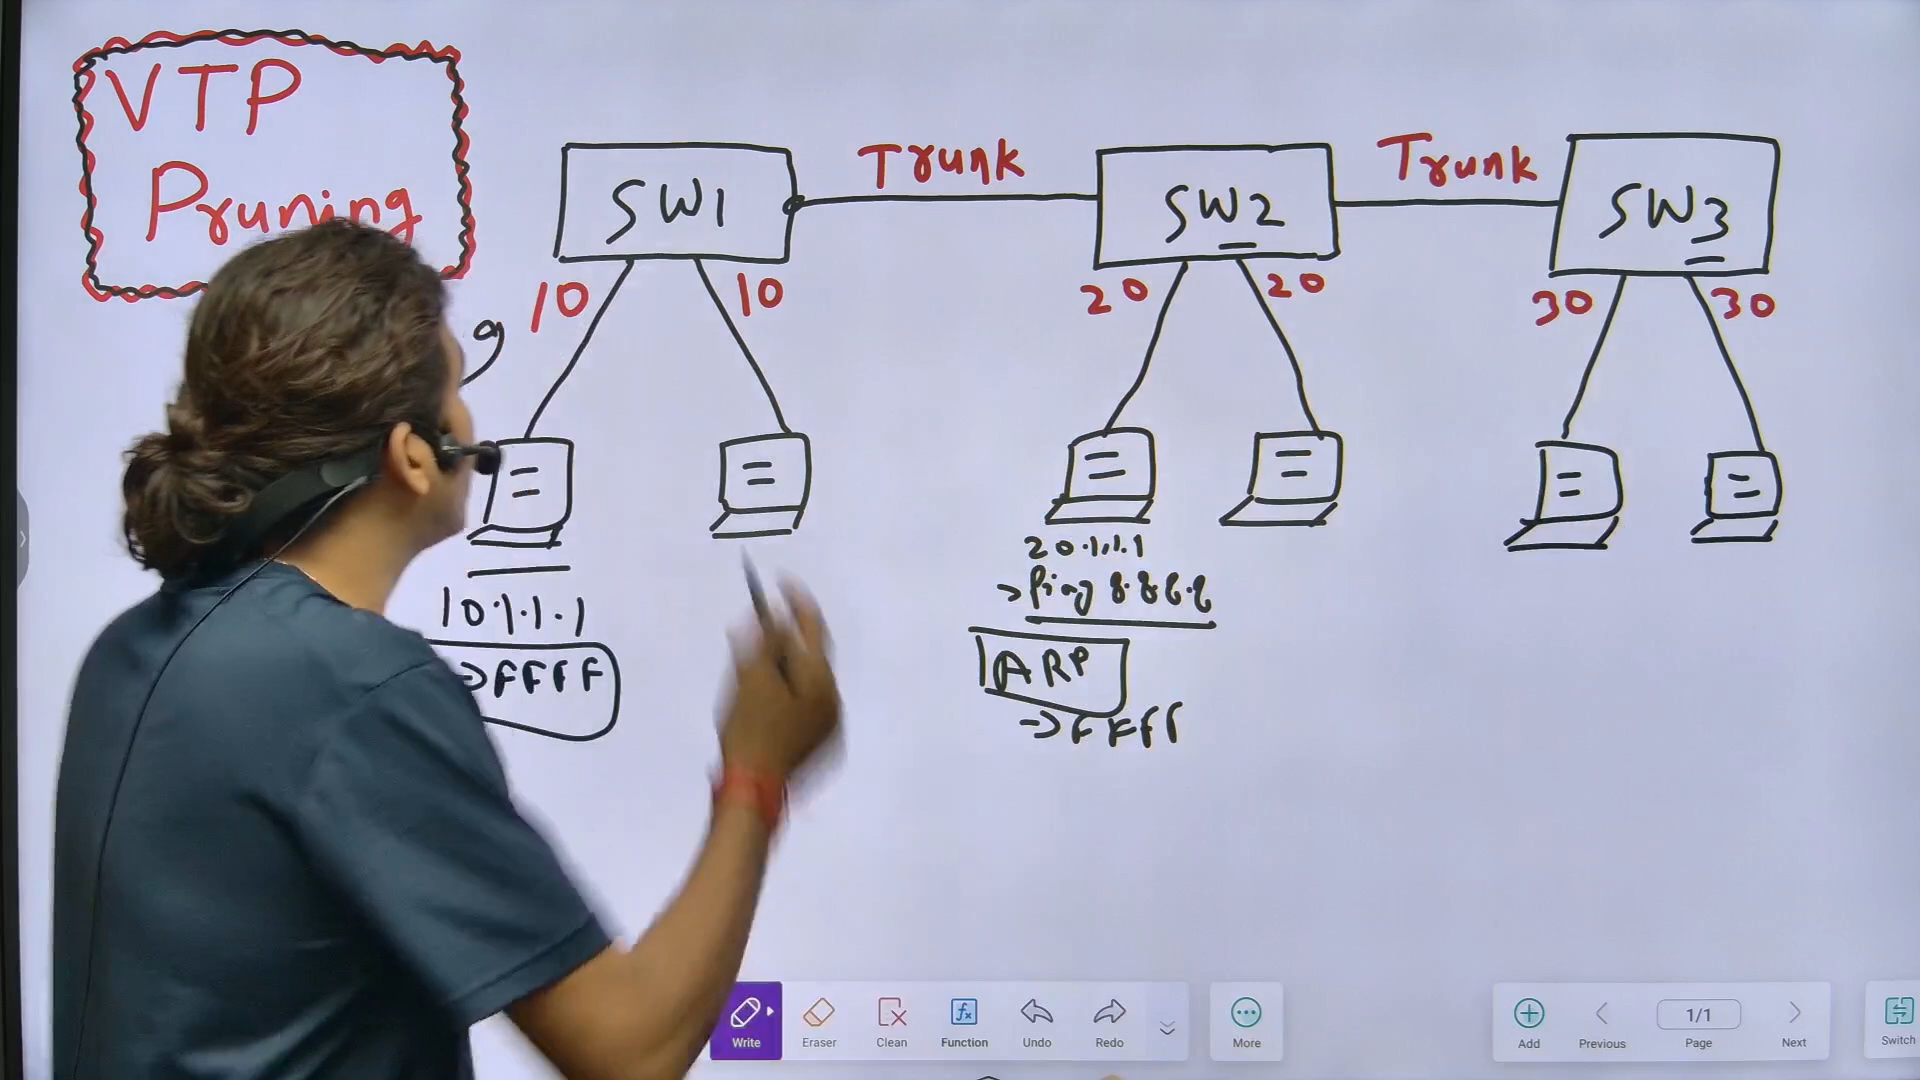 VTP
Pruning
SW1
Trunk
SW2
Trunk
SW3
10
10
20
20
30
30
10.1.1.1
→FFFF
20.1.1.1
→Ping 8.8.8.8
ARP
→FFFF
Write
Eraser
Clean
Function
Undo
Redo
More
Add
Previous
1/1
Page
Next
Switch